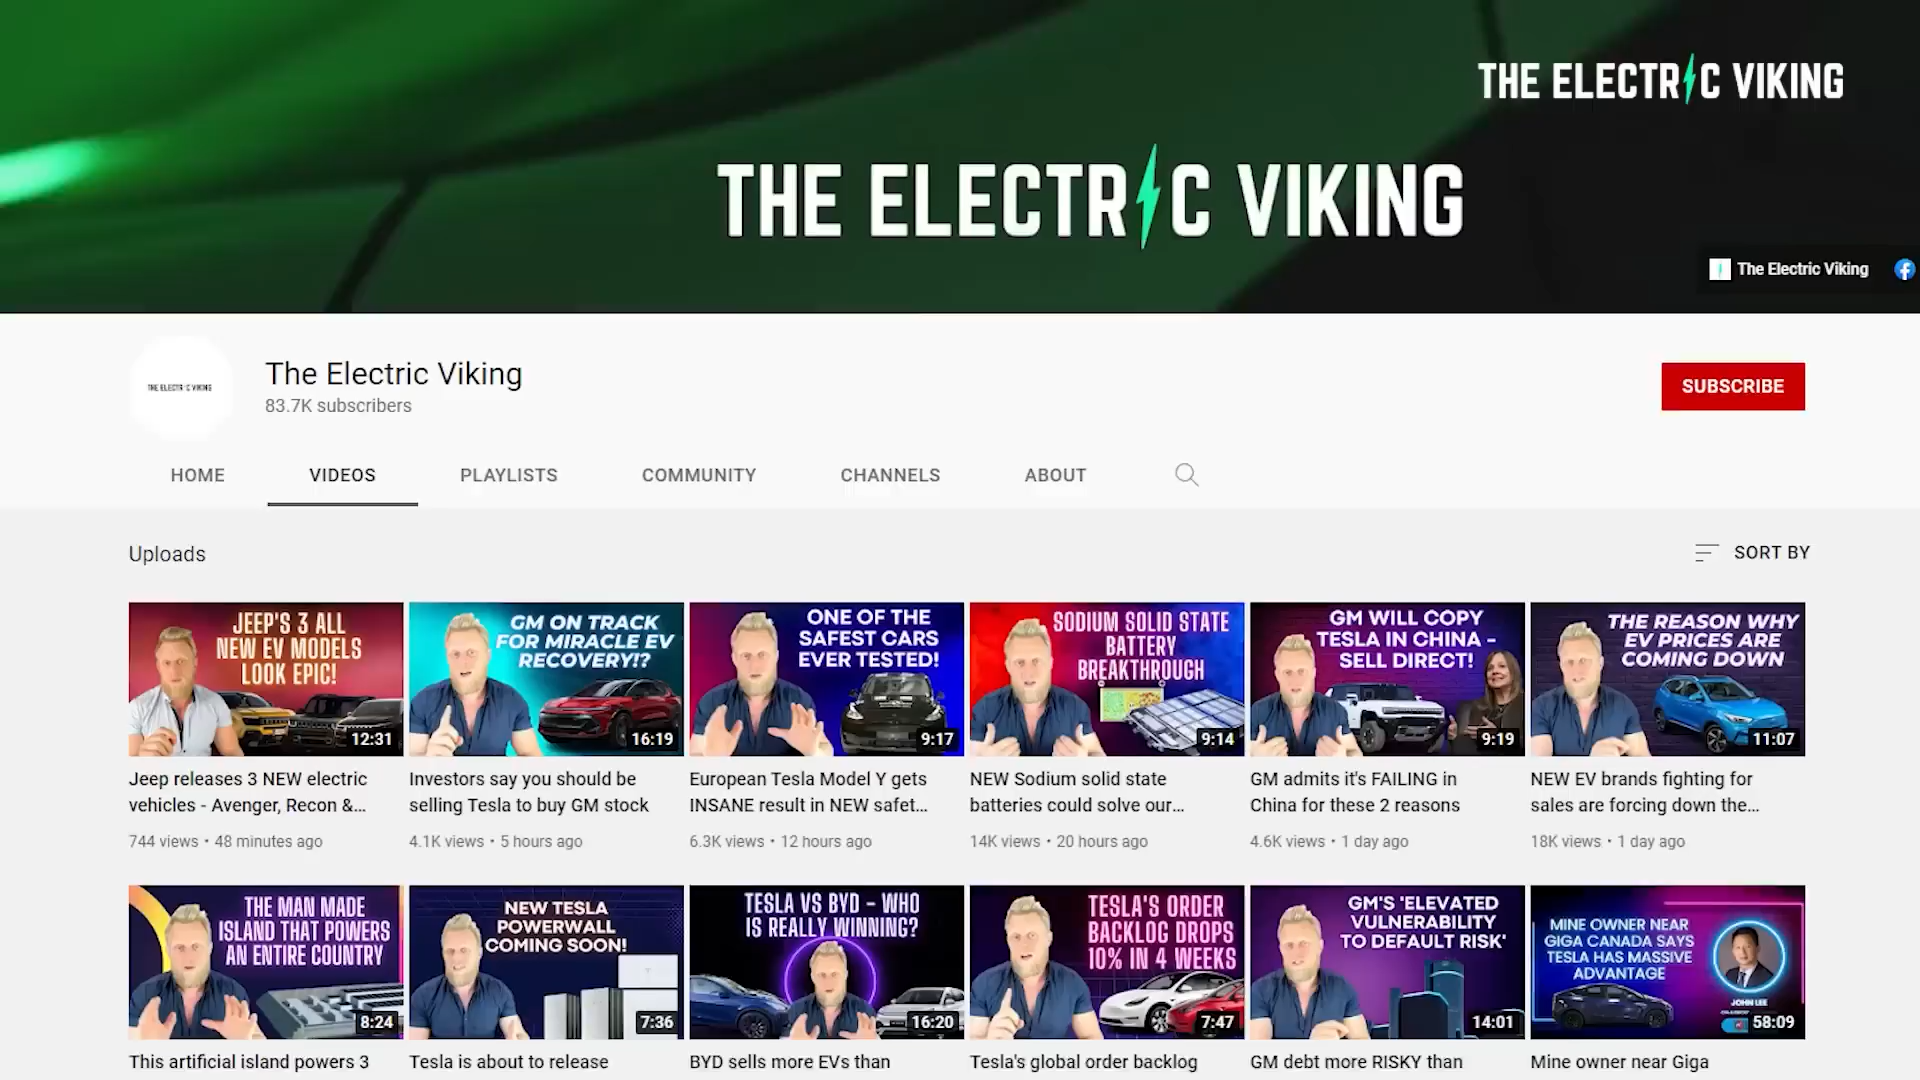 THE ELECTRIC VIKING
THE ELECTRIC VIKING
The Electric Viking
THE ELECTRIC VIKING
The Electric Viking
83.7K subscribers
SUBSCRIBE
HOME
VIDEOS
PLAYLISTS
COMMUNITY
CHANNELS
ABOUT
Uploads
SORT BY
JEEP'S 3 ALL
NEW EV MODELS
LOOK EPIC!
12:31
GM ON TRACK
FOR MIRACLE EV
RECOVERY!?
16:19
ONE OF THE
SAFEST CARS
EVER TESTED!
9:17
SODIUM SOLID STATE
BATTERY
BREAKTHROUGH
9:14
GM WILL COPY
TESLA IN CHINA -
SELL DIRECT!
9:19
THE REASON WHY
EV PRICES ARE
COMING DOWN
11:07
Jeep releases 3 NEW electric
vehicles - Avenger, Recon &...
744 views • 48 minutes ago
Investors say you should be
selling Tesla to buy GM stock
4.1K views • 5 hours ago
European Tesla Model Y gets
INSANE result in NEW safet...
6.3K views • 12 hours ago
NEW Sodium solid state
batteries could solve our...
14K views • 20 hours ago
GM admits it's FAILING in
China for these 2 reasons
4.6K views • 1 day ago
NEW EV brands fighting for
sales are forcing down the...
18K views • 1 day ago
THE MAN MADE
ISLAND THAT POWERS
AN ENTIRE COUNTRY
8:24
NEW TESLA
POWERWALL
COMING SOON!
7:36
TESLA VS BYD - WHO
IS REALLY WINNING?
16:20
TESLA'S ORDER
BACKLOG DROPS
10% IN 4 WEEKS
7:47
GM'S 'ELEVATED
VULNERABILITY
TO DEFAULT RISK'
14:01
MINE OWNER NEAR
GIGA CANADA SAYS
TESLA HAS MASSIVE
ADVANTAGE
JOHN LEE
58:09
This artificial island powers 3
Tesla is about to release
BYD sells more EVs than
Tesla's global order backlog
GM debt more RISKY than
Mine owner near Giga